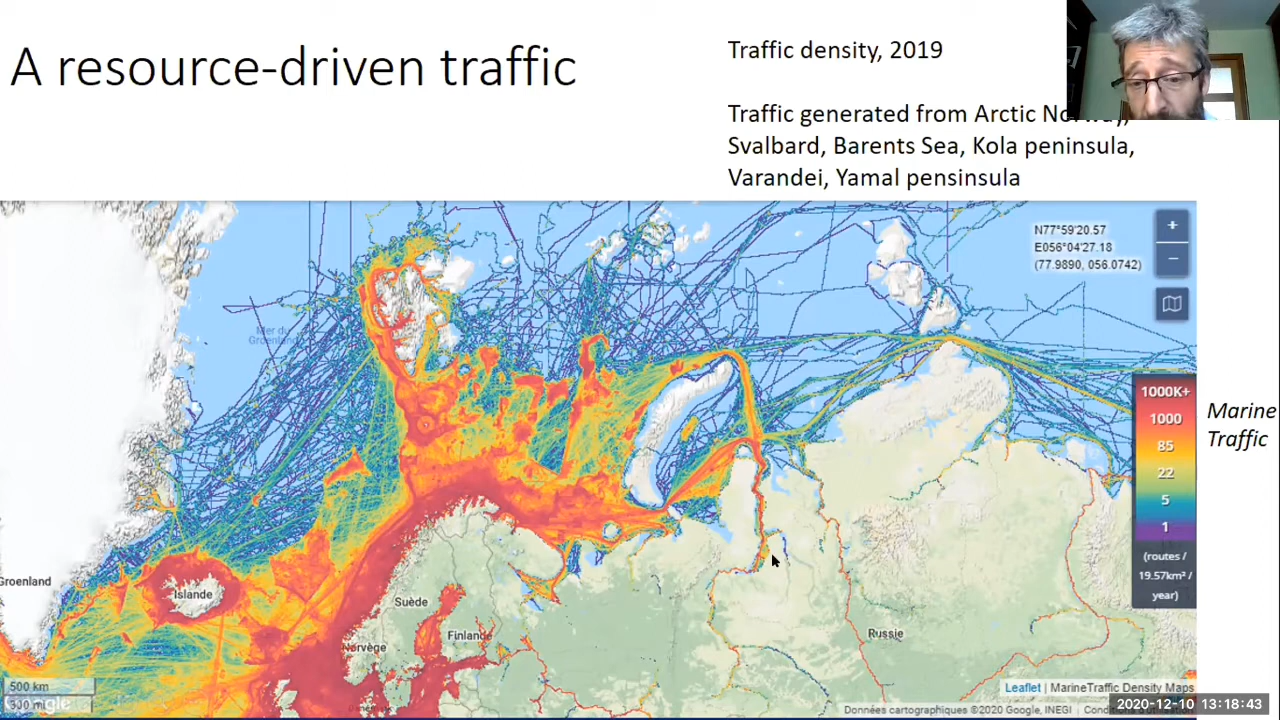 A resource-driven traffic
Traffic density, 2019
Traffic generated from Arctic Norway,
Svalbard, Barents Sea, Kola peninsula,
Varandei, Yamal pensinsula
N77°59'20.57
E056°04'27.18
(77.9890, 056.0742)
+
−
Mer du
Groenland
1000K+
1000
85
22
5
1
(routes /
19.57km² /
year)
Marine
Traffic
Groenland
Islande
Suède
Finlande
Norvège
Russie
500 km
300 mi
Leaflet | MarineTraffic Density Maps
Données cartographiques ©2020 Google, INEGI | Conditions d'utilisation
2020-12-10 13:18:43